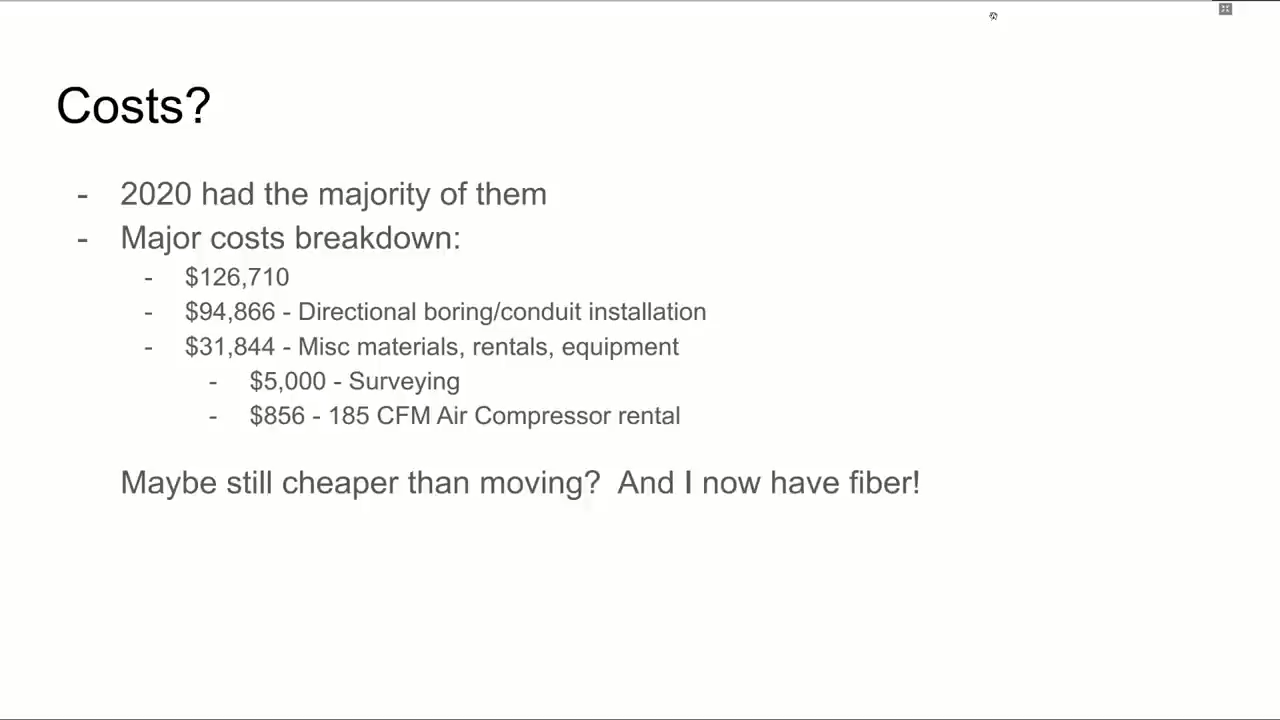 Costs?
- 2020 had the majority of them
- Major costs breakdown:
- $126,710
- $94,866 - Directional boring/conduit installation
- $31,844 - Misc materials, rentals, equipment
- $5,000 - Surveying
- $856 - 185 CFM Air Compressor rental
Maybe still cheaper than moving?  And I now have fiber!